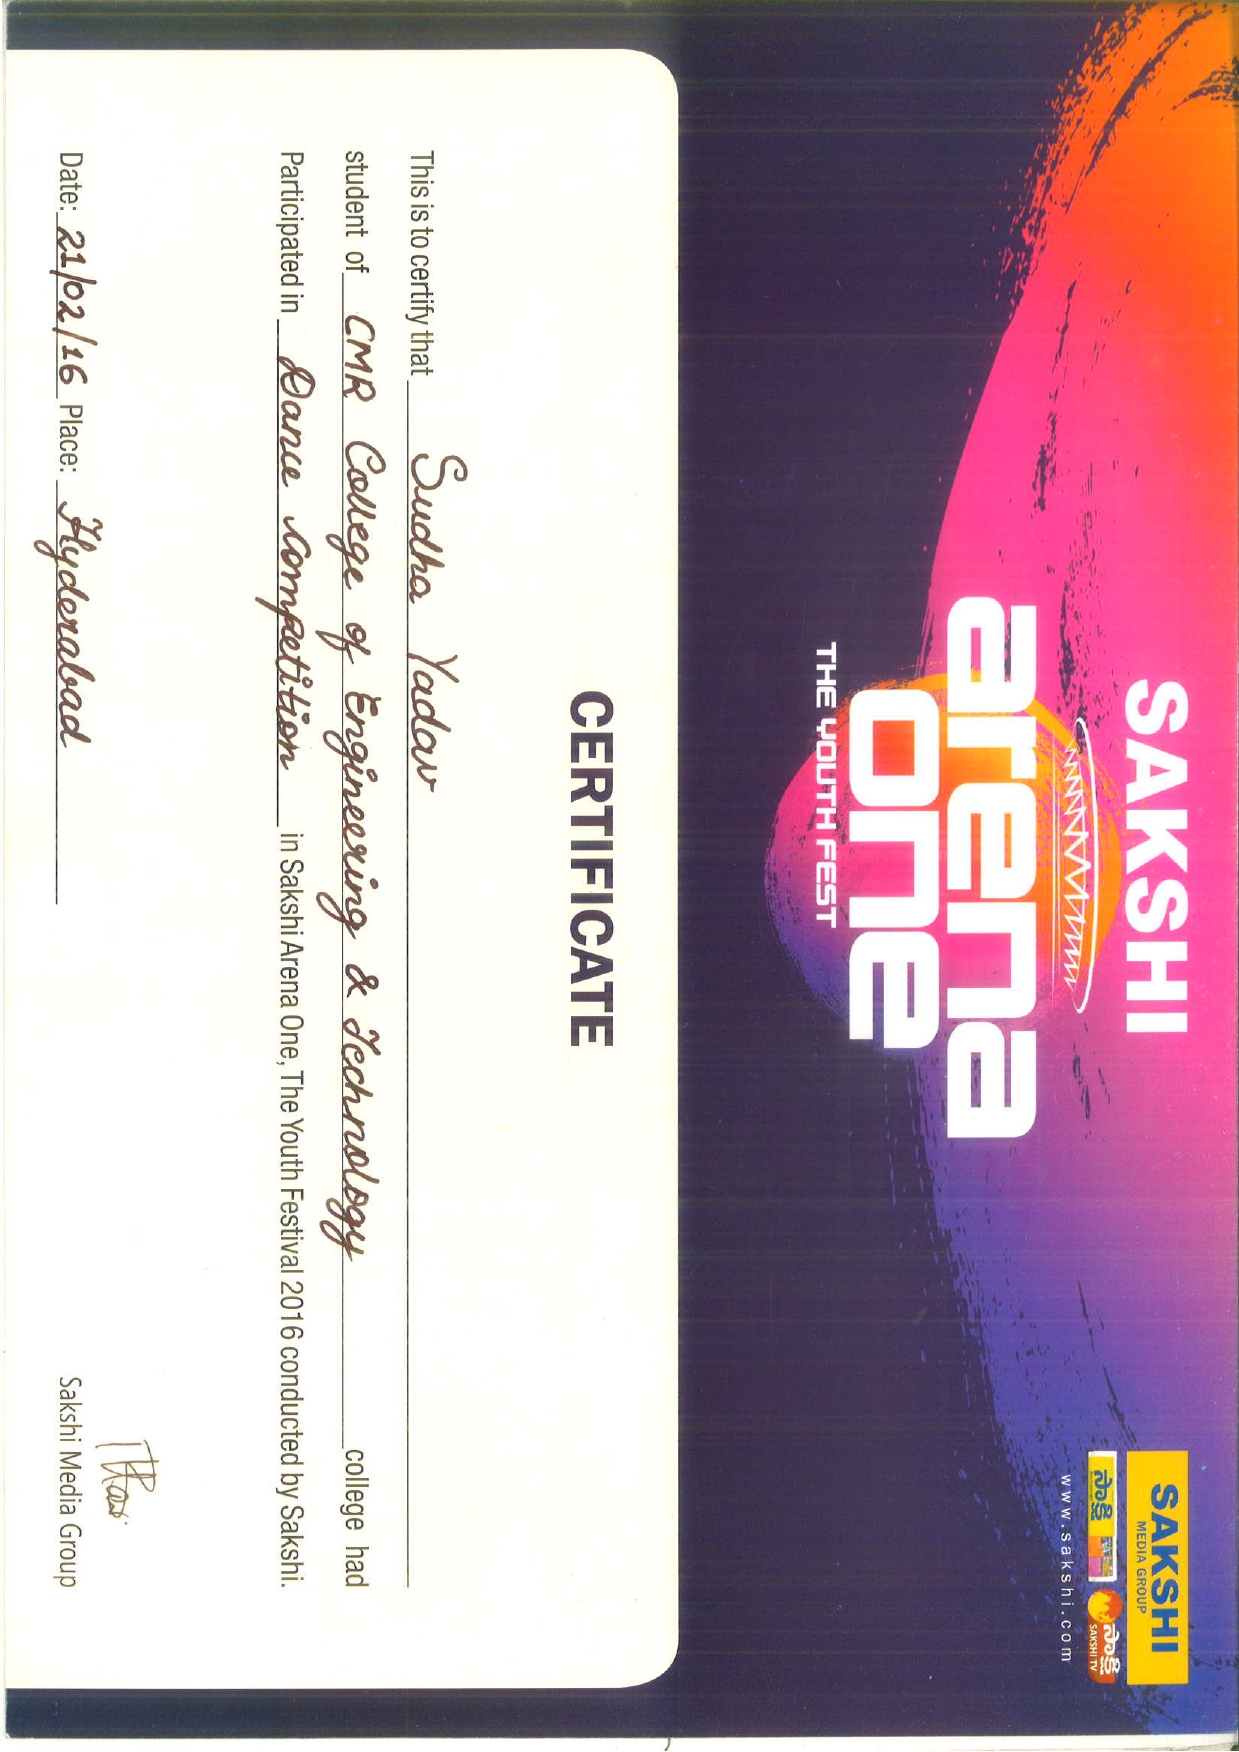 SAKSHI
arena
one
THE YOUTH FEST
SAKSHI
MEDIA GROUP
సాక్షి
సాక్షి
SAKSHI TV
www.sakshi.com
CERTIFICATE
This is to certify that Sudha Yadav
student of CMR College of Engineering & Technology college had
Participated in Dance Competition in Sakshi Arena One, The Youth Festival 2016 conducted by Sakshi.
Date: 21/02/16 Place: Hyderabad
Sakshi Media Group